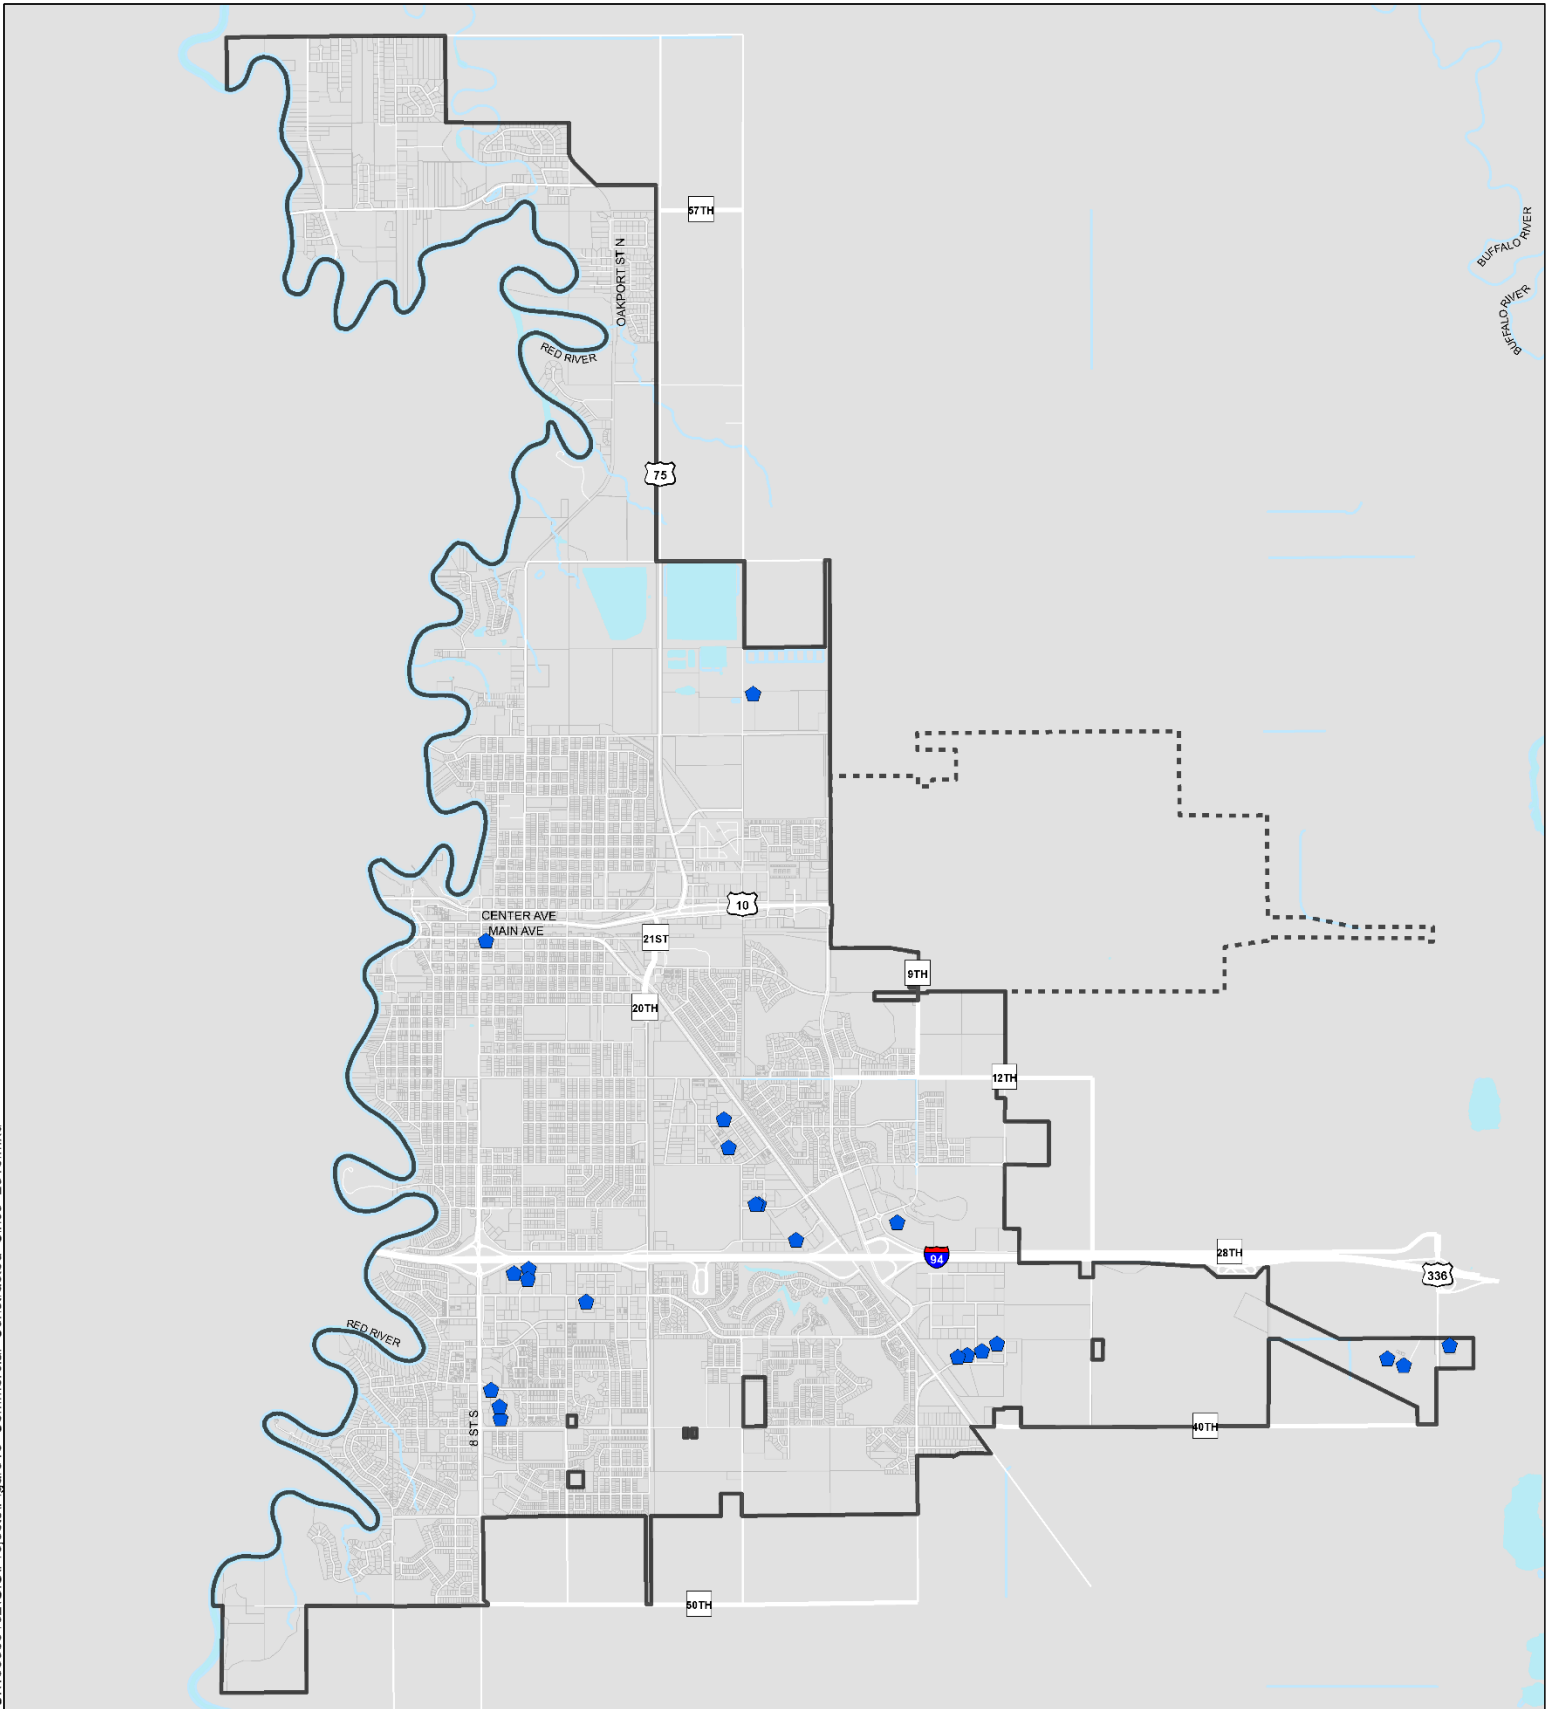 57TH
BUFFALO RIVER
OAKPORT ST N
BUFFALO RIVER
RED RIVER
75
10
CENTER AVE
MAIN AVE
21ST
9TH
20TH
12TH
28TH
94
336
RED RIVER
8 ST S
40TH
50TH